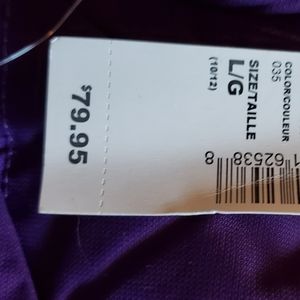 COLOR/COULEUR
035
SIZE/TAILLE
L/G
(10/12)
62538 8
$79.95